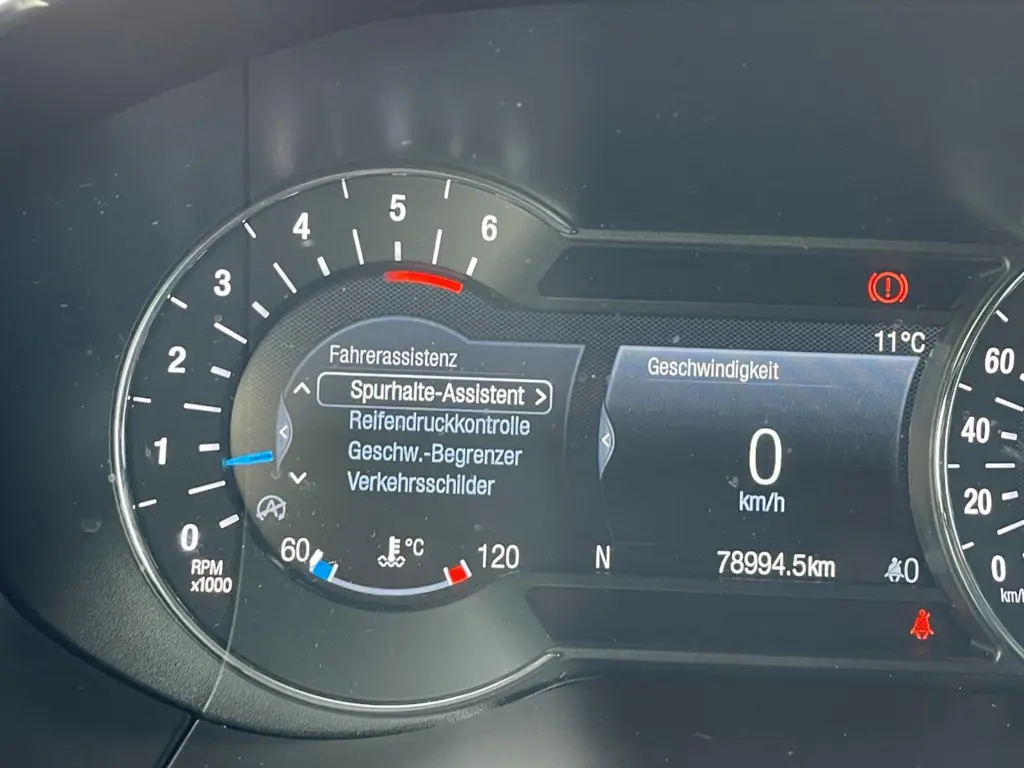 5
4
6
3
2
1
0
RPM
x1000
Fahrerassistenz
Spurhalte-Assistent >
Reifendruckkontrolle
Geschw.-Begrenzer
Verkehrsschilder
60
°C
120
11°C
Geschwindigkeit
0
km/h
N
78994.5km
0
60
40
20
0
km/h